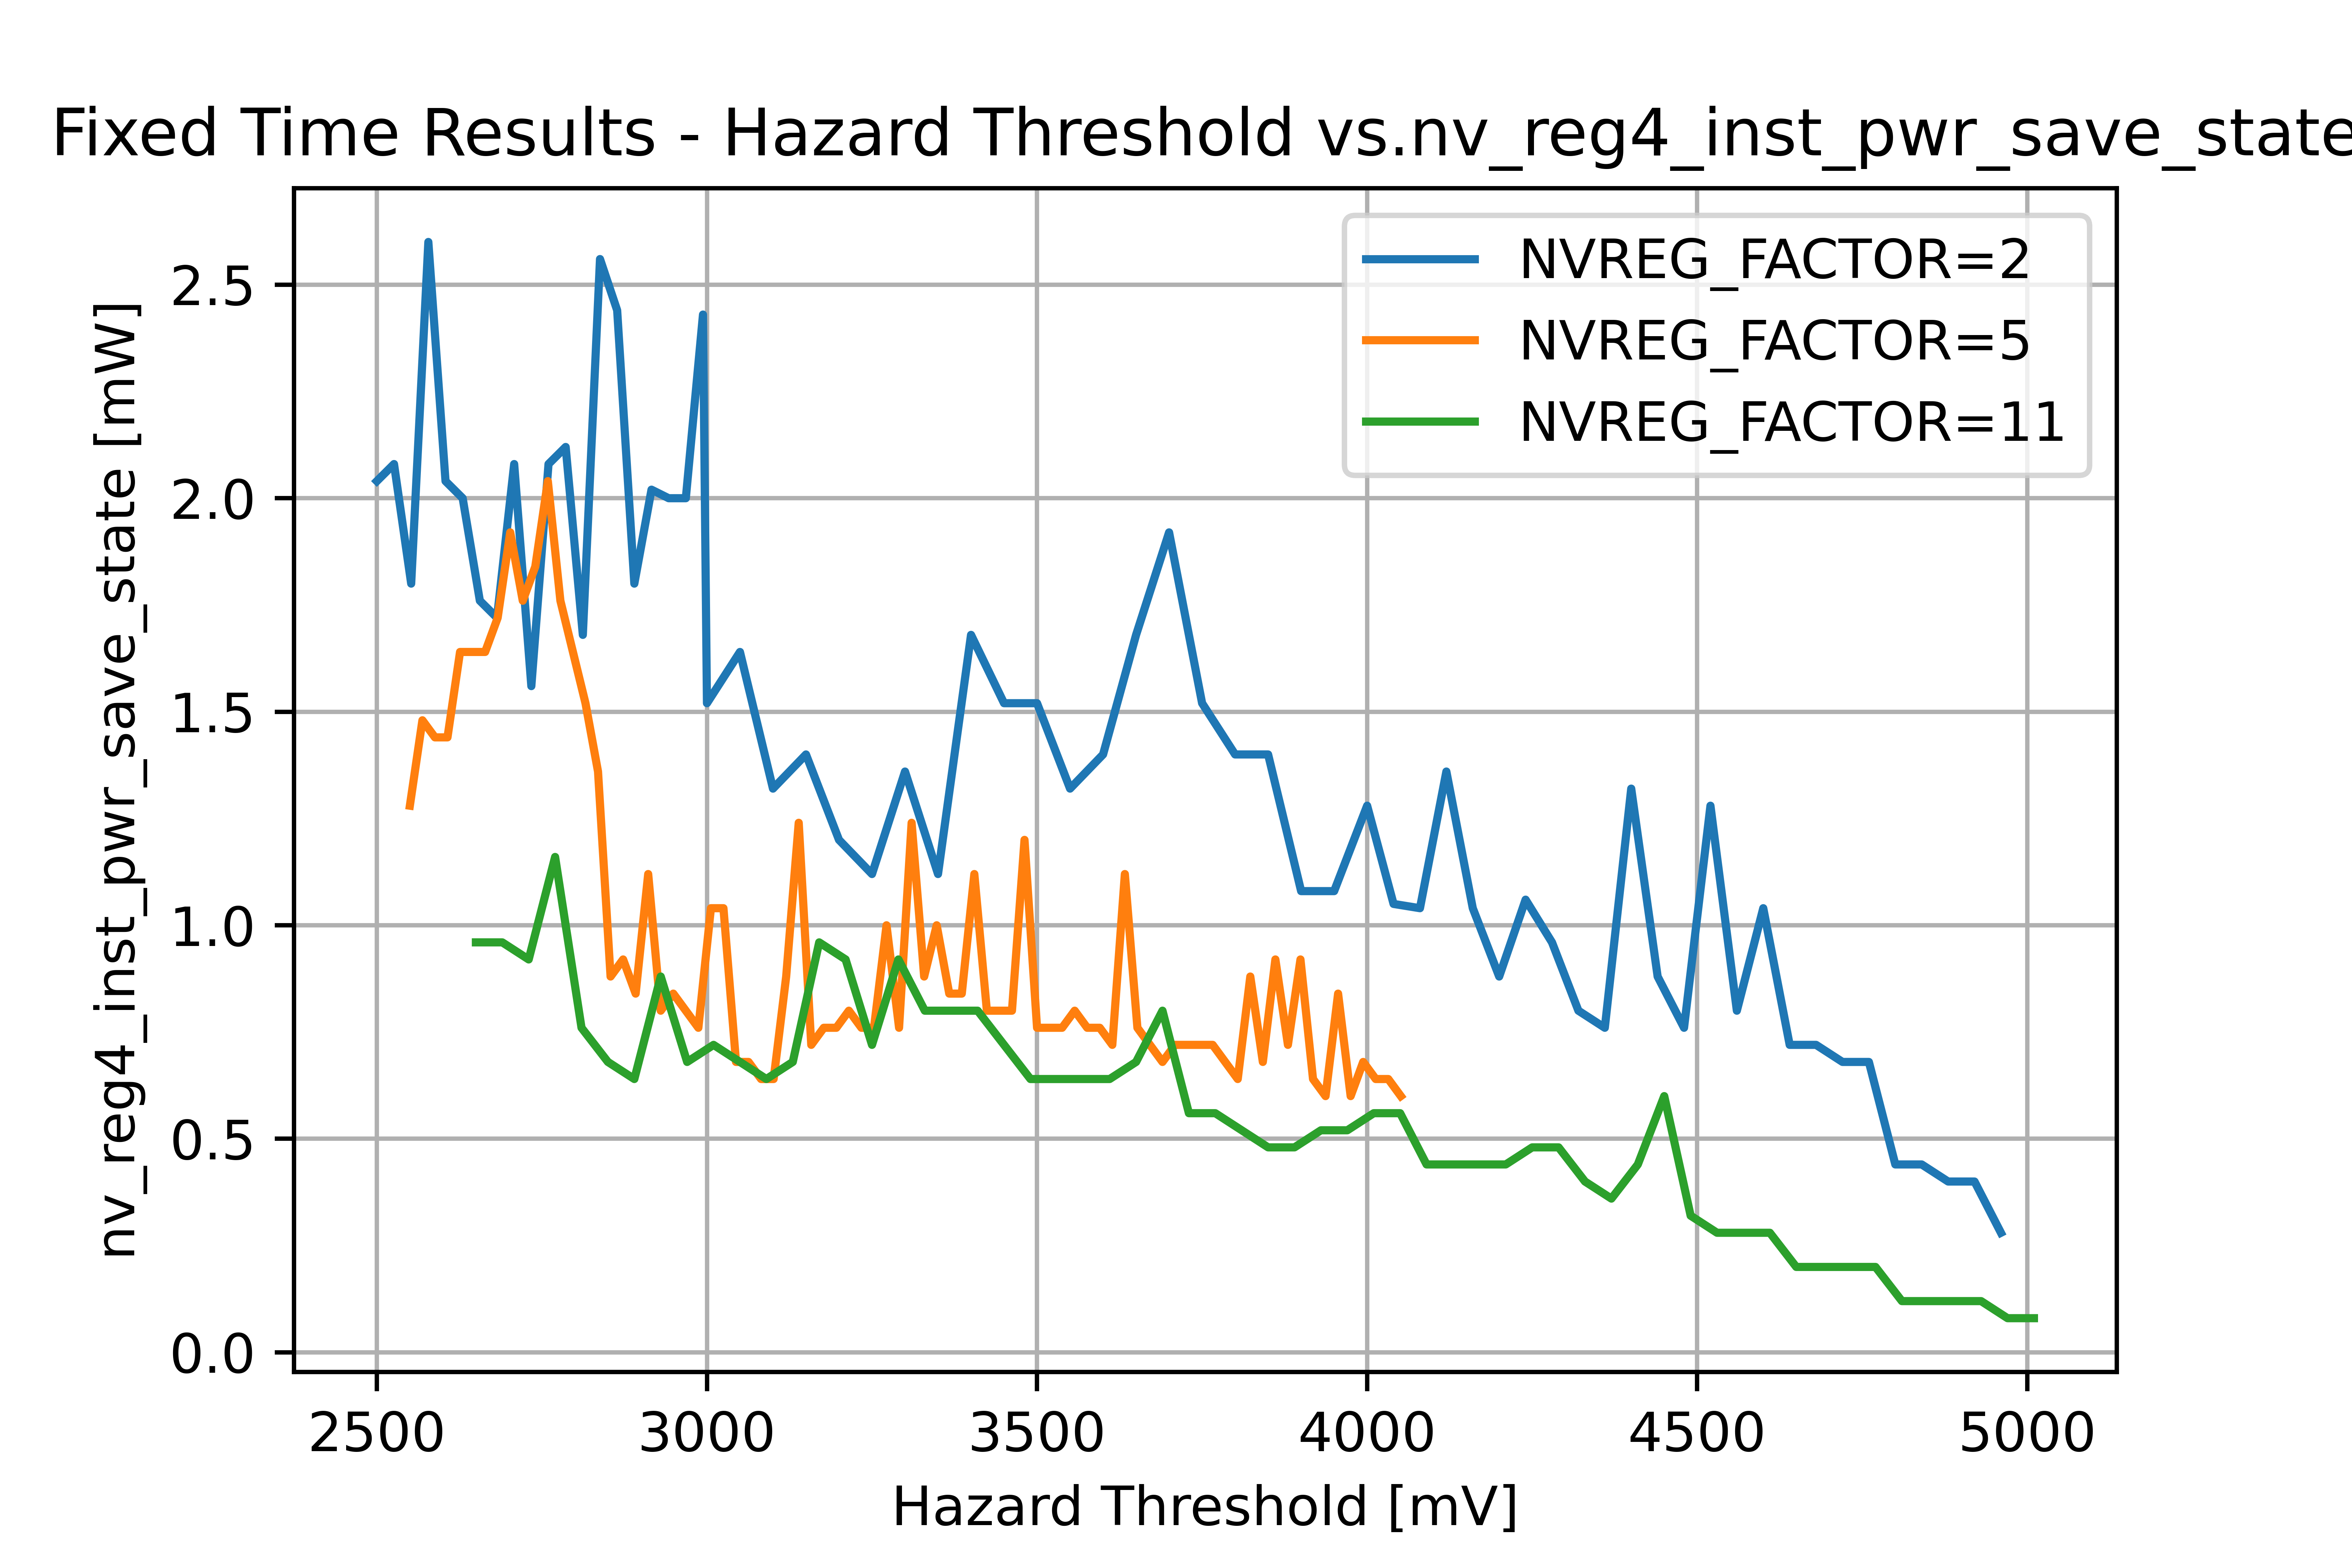 Fixed Time Results - Hazard Threshold vs.nv_reg4_inst_pwr_save_state
NVREG_FACTOR=2
NVREG_FACTOR=5
NVREG_FACTOR=11
nv_reg4_inst_pwr_save_state [mW]
2.5
2.0
1.5
1.0
0.5
0.0
2500 3000 3500 4000 4500 5000
Hazard Threshold [mV]